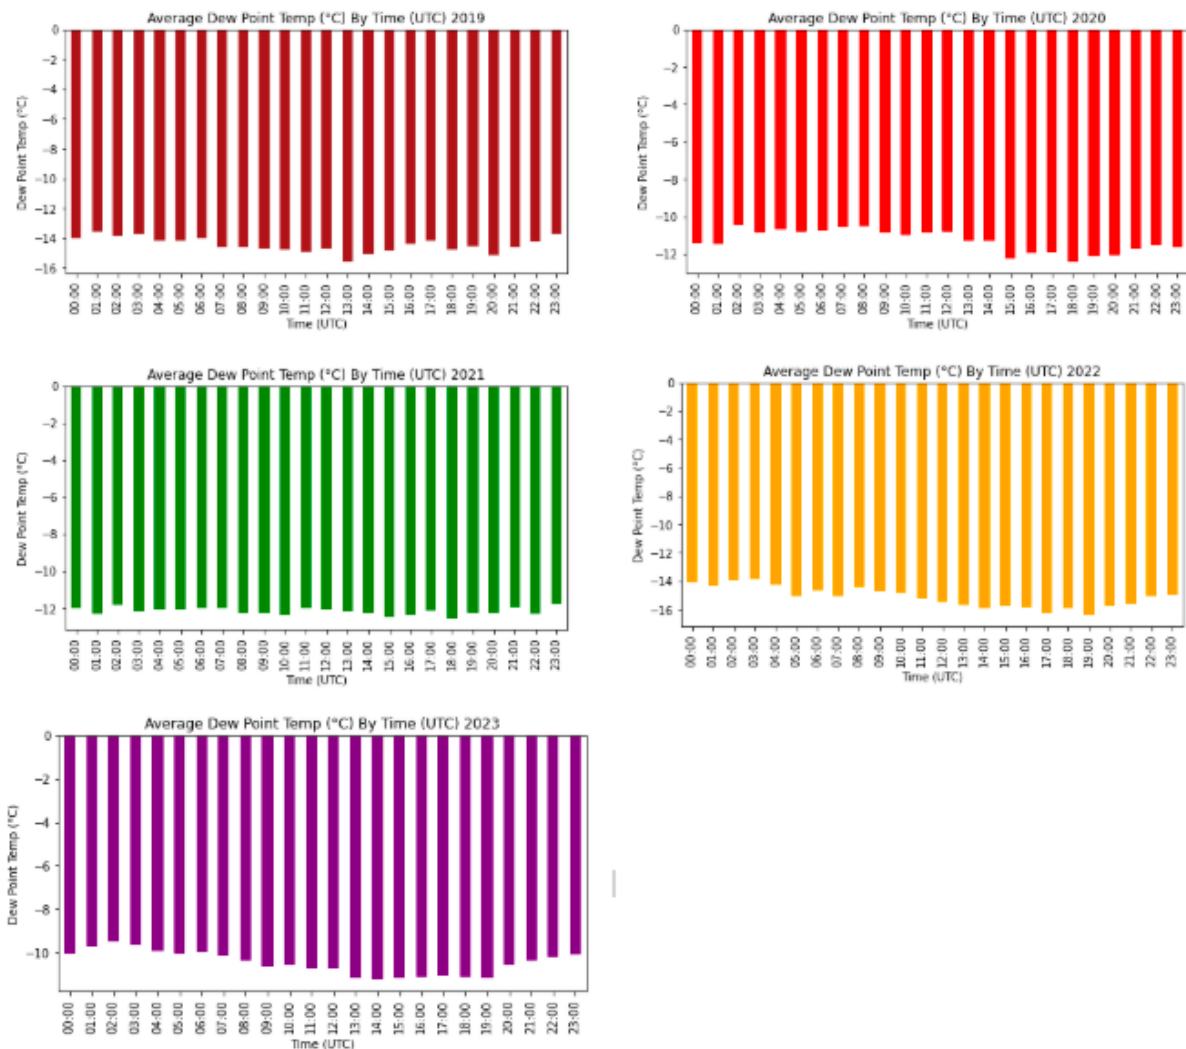 Average Dew Point Temp (°C) By Time (UTC) 2019
Dew Point Temp (°C)
0
−2
−4
−6
−8
−10
−12
−14
−16
00:00 01:00 02:00 03:00 04:00 05:00 06:00 07:00 08:00 09:00 10:00 11:00 12:00 13:00 14:00 15:00 16:00 17:00 18:00 19:00 20:00 21:00 22:00 23:00
Time (UTC)
Average Dew Point Temp (°C) By Time (UTC) 2020
Dew Point Temp (°C)
0
−2
−4
−6
−8
−10
−12
00:00 01:00 02:00 03:00 04:00 05:00 06:00 07:00 08:00 09:00 10:00 11:00 12:00 13:00 14:00 15:00 16:00 17:00 18:00 19:00 20:00 21:00 22:00 23:00
Time (UTC)
Average Dew Point Temp (°C) By Time (UTC) 2021
Dew Point Temp (°C)
0
−2
−4
−6
−8
−10
−12
00:00 01:00 02:00 03:00 04:00 05:00 06:00 07:00 08:00 09:00 10:00 11:00 12:00 13:00 14:00 15:00 16:00 17:00 18:00 19:00 20:00 21:00 22:00 23:00
Time (UTC)
Average Dew Point Temp (°C) By Time (UTC) 2022
Dew Point Temp (°C)
0
−2
−4
−6
−8
−10
−12
−14
−16
00:00 01:00 02:00 03:00 04:00 05:00 06:00 07:00 08:00 09:00 10:00 11:00 12:00 13:00 14:00 15:00 16:00 17:00 18:00 19:00 20:00 21:00 22:00 23:00
Time (UTC)
Average Dew Point Temp (°C) By Time (UTC) 2023
Dew Point Temp (°C)
0
−2
−4
−6
−8
−10
00:00 01:00 02:00 03:00 04:00 05:00 06:00 07:00 08:00 09:00 10:00 11:00 12:00 13:00 14:00 15:00 16:00 17:00 18:00 19:00 20:00 21:00 22:00 23:00
Time (UTC)